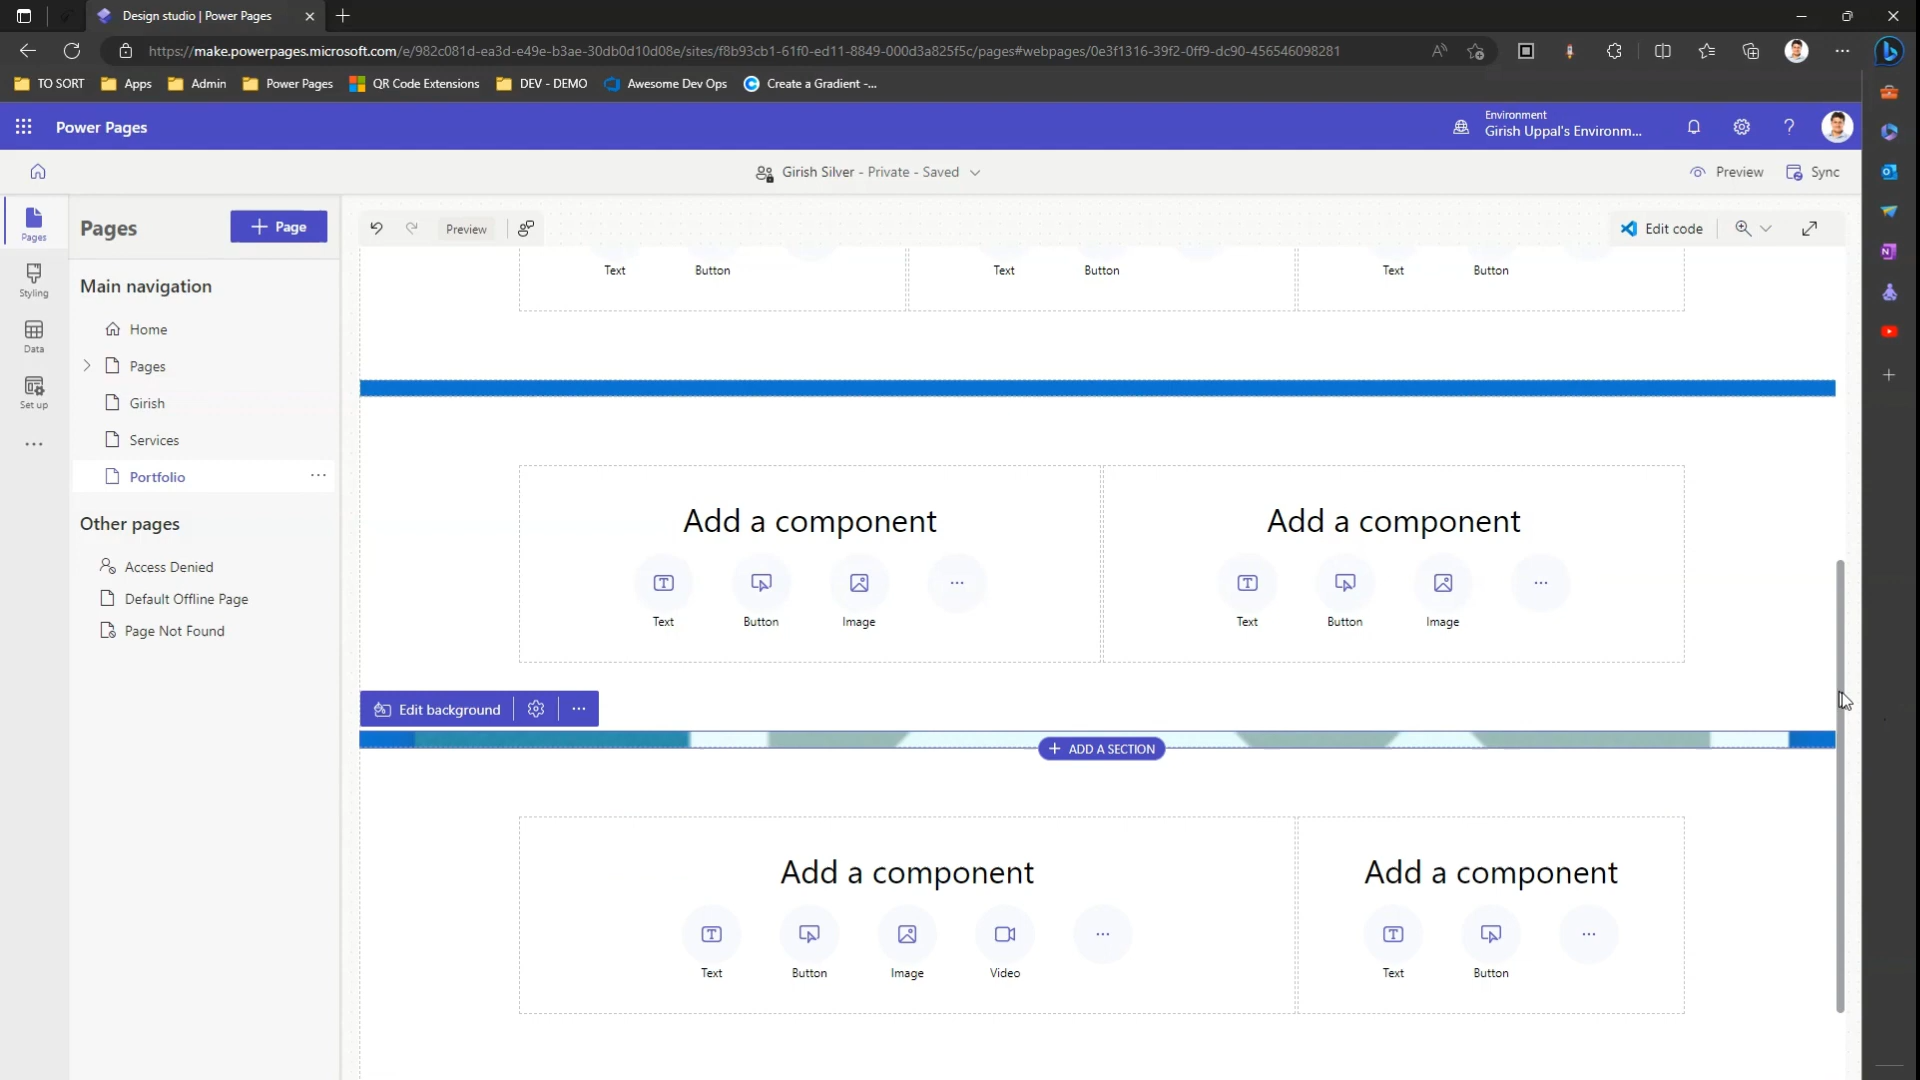 Design studio | Power Pages
https://make.powerpages.microsoft.com/e/982c081d-ea3d-e49e-b3ae-30db0d10d08e/sites/f8b93cb1-61f0-ed11-8849-000d3a825f5c/pages#webpages/0e3f1316-39f2-0ff9-dc90-456546098281
TO SORT Apps Admin Power Pages QR Code Extensions DEV - DEMO Awesome Dev Ops Create a Gradient -...
Power Pages
Environment
Girish Uppal's Environm...
Girish Silver - Private - Saved
Preview Sync
Pages
Styling
Data
Set up
Pages
+ Page
Main navigation
Home
Pages
Girish
Services
Portfolio
Other pages
Access Denied
Default Offline Page
Page Not Found
Preview
Edit code
Text Button Text Button Text Button
Add a component Add a component
Text Button Image Text Button Image
Edit background
+ ADD A SECTION
Add a component Add a component
Text Button Image Video Text Button